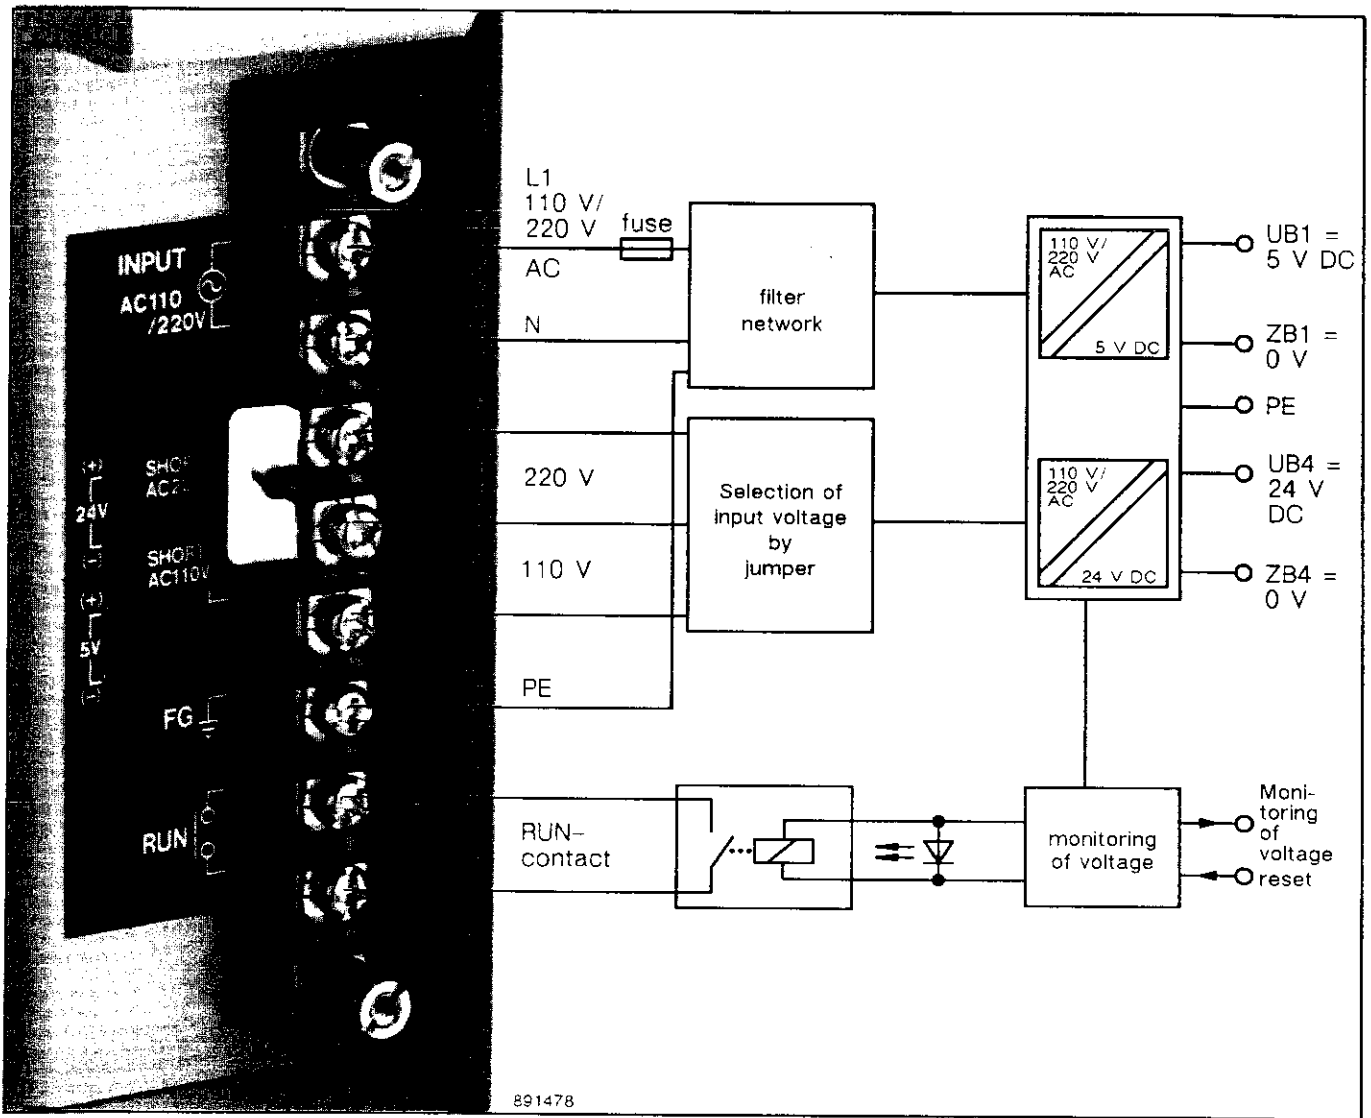 INPUT
AC110
/220V
(+)
24V
(-)
(+)
5V
(-)
SHORT
AC110V
FG
RUN
L1
110 V/
220 V
AC
fuse
N
220 V
110 V
PE
RUN-
contact
filter
network
Selection of
input voltage
by
jumper
110 V/
220 V
AC
5 V DC
110 V/
220 V
AC
24 V DC
UB1 =
5 V DC
ZB1 =
0 V
PE
UB4 =
24 V
DC
ZB4 =
0 V
monitoring
of voltage
Moni-
toring
of
voltage
reset
891478